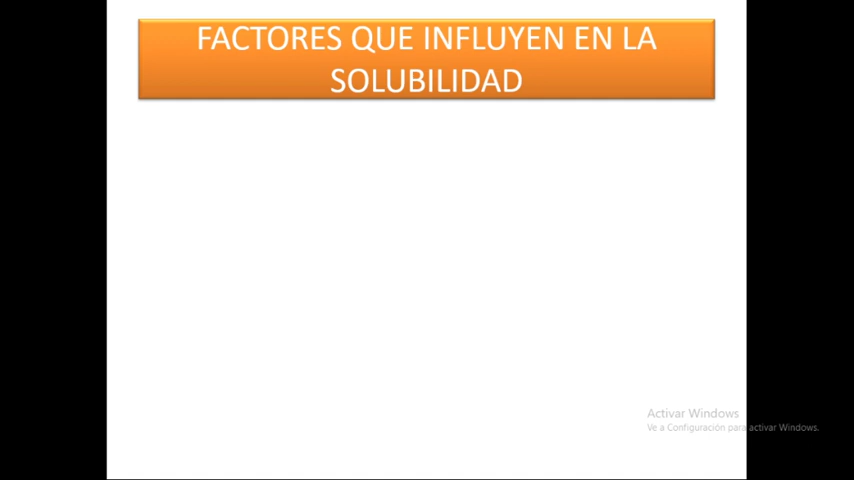 FACTORES QUE INFLUYEN EN LA
SOLUBILIDAD
Activar Windows
Ve a Configuración para activar Windows.